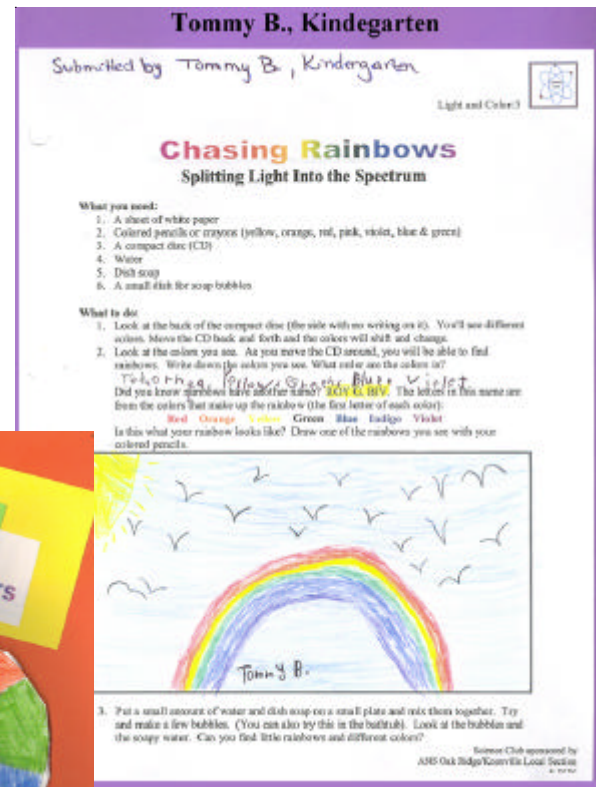 Tommy B., Kindegarten
Submitted by Tommy B., Kindergarten
Light and Color:3
Chasing Rainbows
Splitting Light Into the Spectrum
What you need:
1. A sheet of white paper
2. Colored pencils or crayons (yellow, orange, red, pink, violet, blue & green)
3. A compact disc (CD)
4. Water
5. Dish soap
6. A small dish for soap bubbles
What to do:
1. Look at the back of the compact disc (the side with no writing on it). You'll see different
colors. Move the CD back and forth and the colors will shift and change.
2. Look at the colors you see. As you move the CD around, you will be able to find
rainbows. Write down the colors you see. What order are the colors in?
Yellow, Green, Blue, Violet
Did you know rainbows have another name? ROY G. BIV. The letters in this name are
from the colors that make up the rainbow (the first letter of each color):
Red Orange Yellow Green Blue Indigo Violet
Is this what your rainbow looks like? Draw one of the rainbows you see with your
colored pencils.
rs
Tommy B.
3. Put a small amount of water and dish soap on a small plate and mix them together. Try
and make a few bubbles. (You can also try this in the bathtub). Look at the bubbles and
the soapy water. Can you find little rainbows and different colors?
Science Club sponsored by
ANS Oak Ridge/Knoxville Local Section